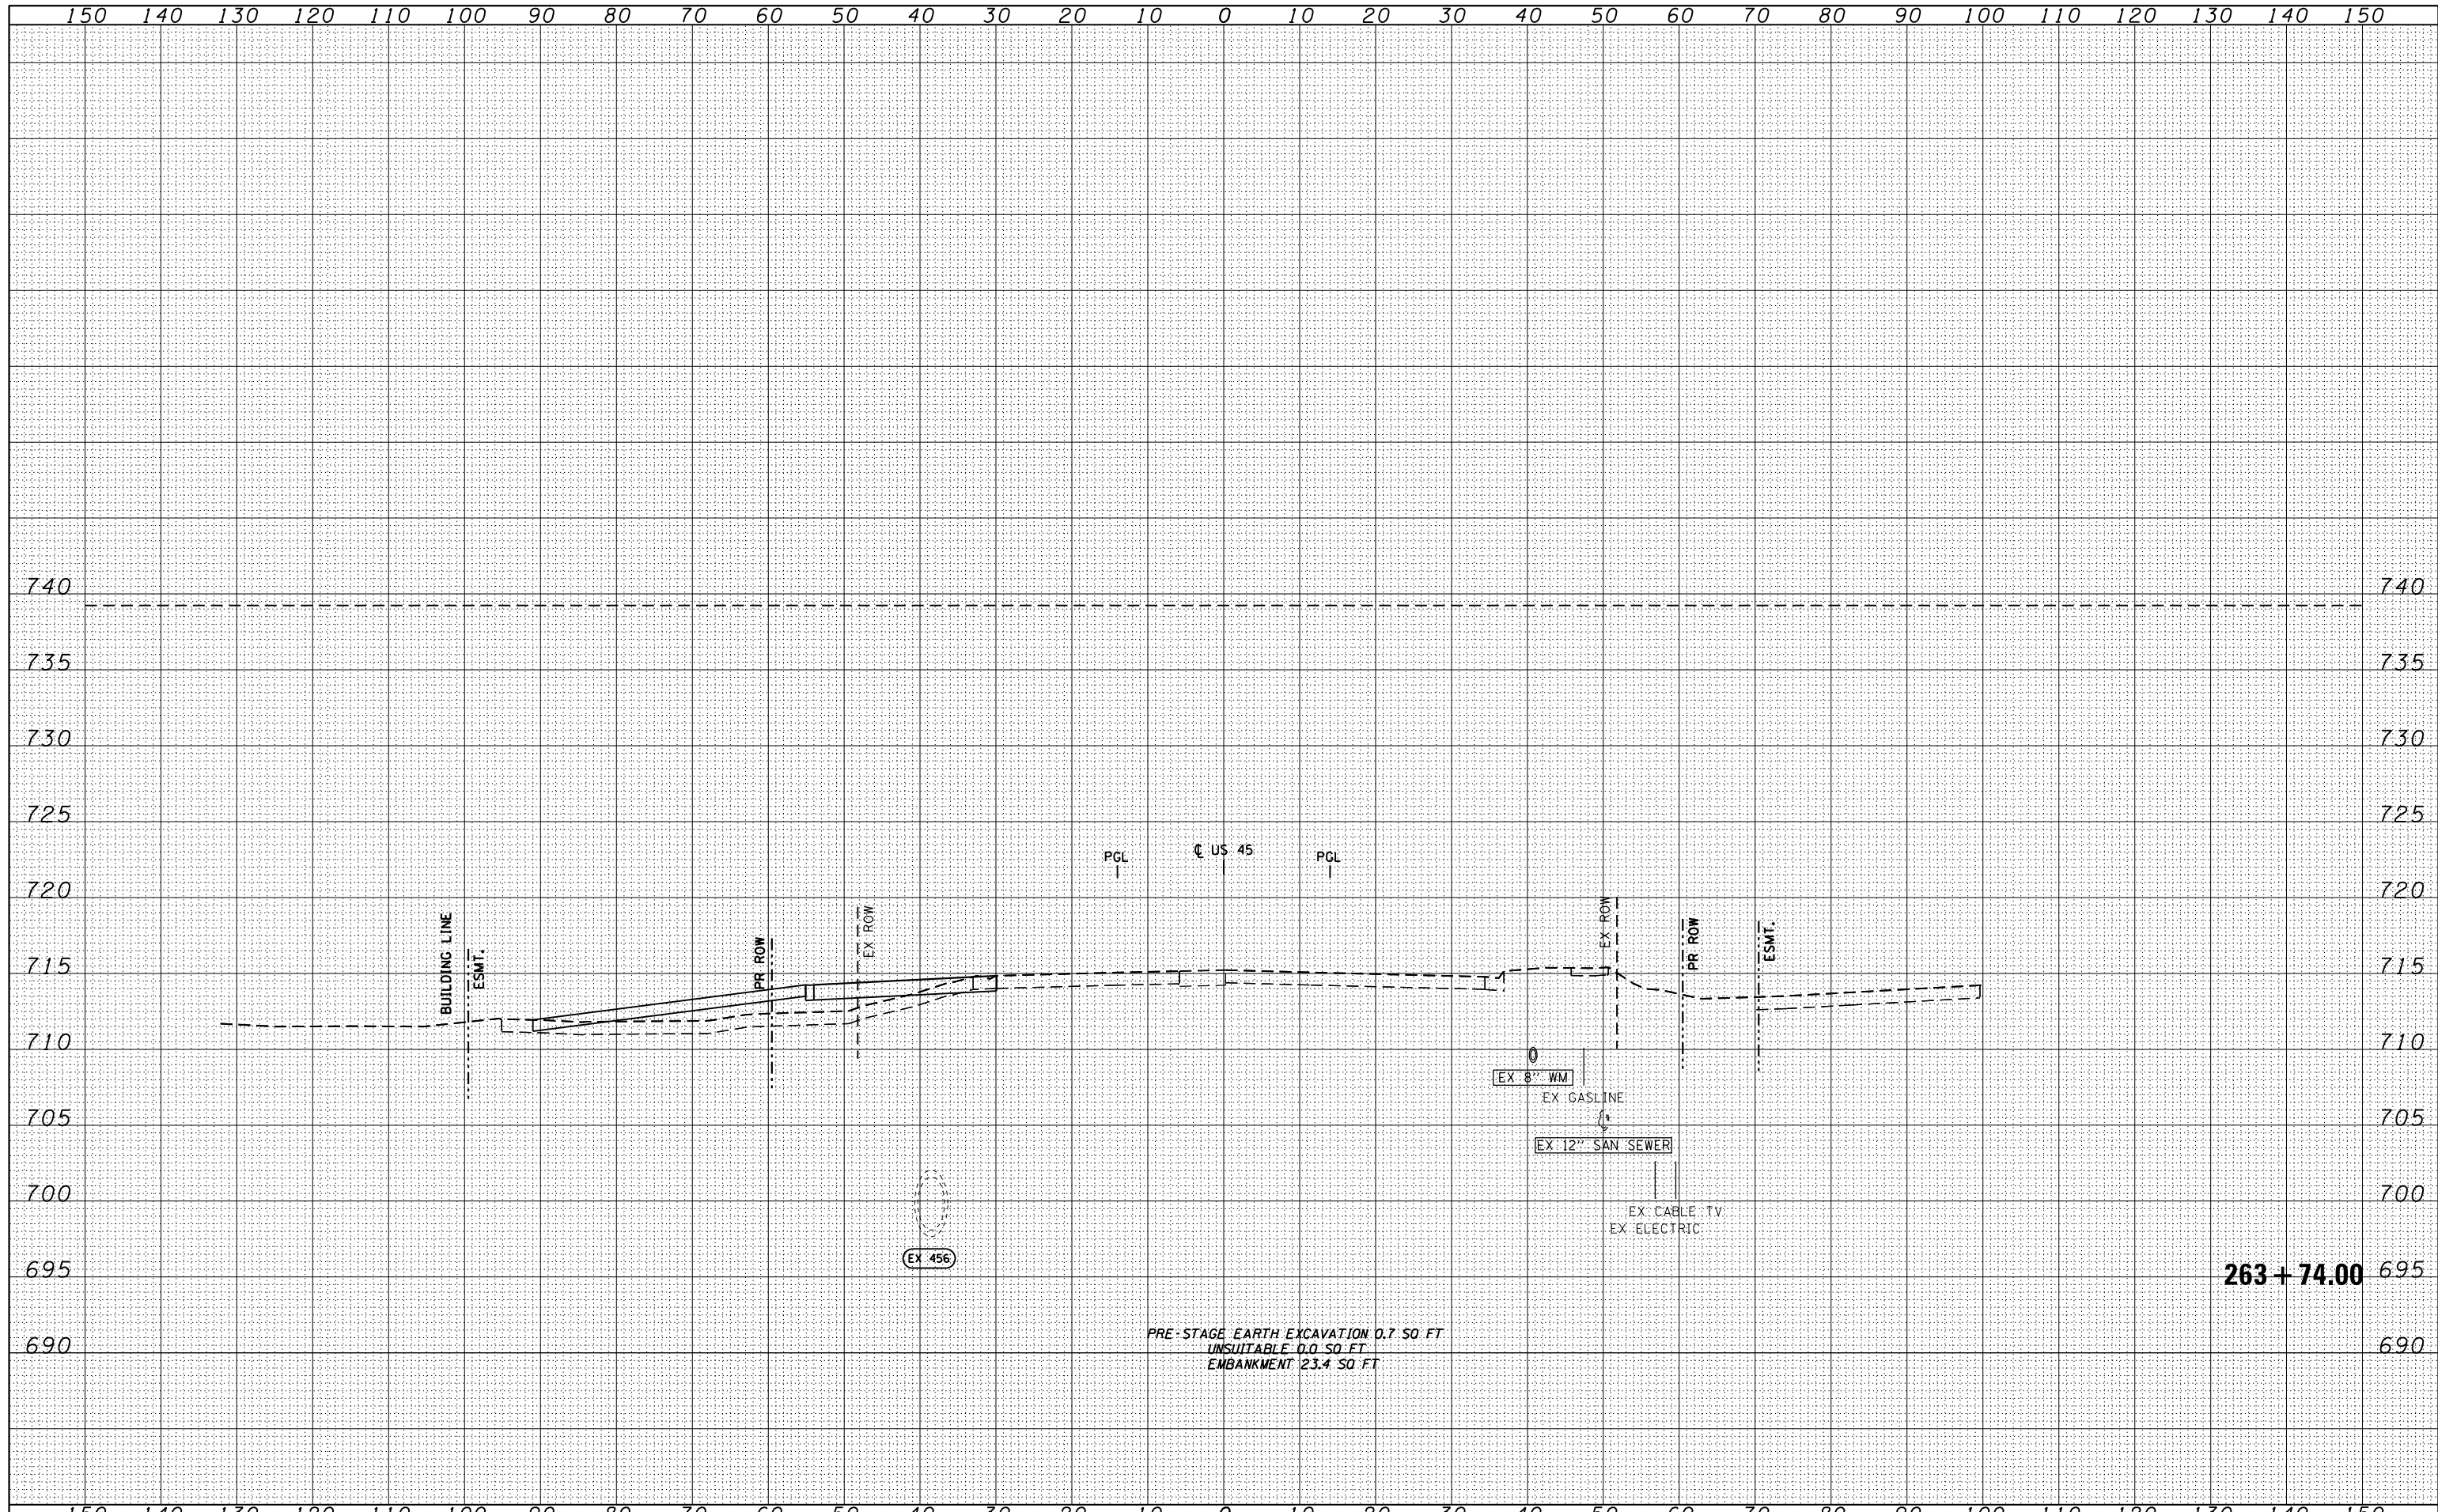 150 140 130 120 110 100 90 80 70 60 50 40 30 20 10 0 10 20 30 40 50 60 70 80 90 100 110 120 130 140 150
740 740
735 735
730 730
725 725
PGL ℄ US 45 PGL
720 720
BUILDING LINE
ESMT.
PR ROW
EX ROW
EX ROW
PR ROW
ESMT.
715 715
710 710
EX 8'' WM
EX GASLINE
705 705
EX 12'' SAN SEWER
700 700
EX CABLE TV
EX ELECTRIC
EX 456
695 263 + 74.00 695
PRE-STAGE EARTH EXCAVATION 0.7 SQ FT
690 UNSUITABLE 0.0 SQ FT 690
EMBANKMENT 23.4 SQ FT
150 140 130 120 110 100 90 80 70 60 50 40 30 20 10 0 10 20 30 40 50 60 70 80 90 100 110 120 130 140 150